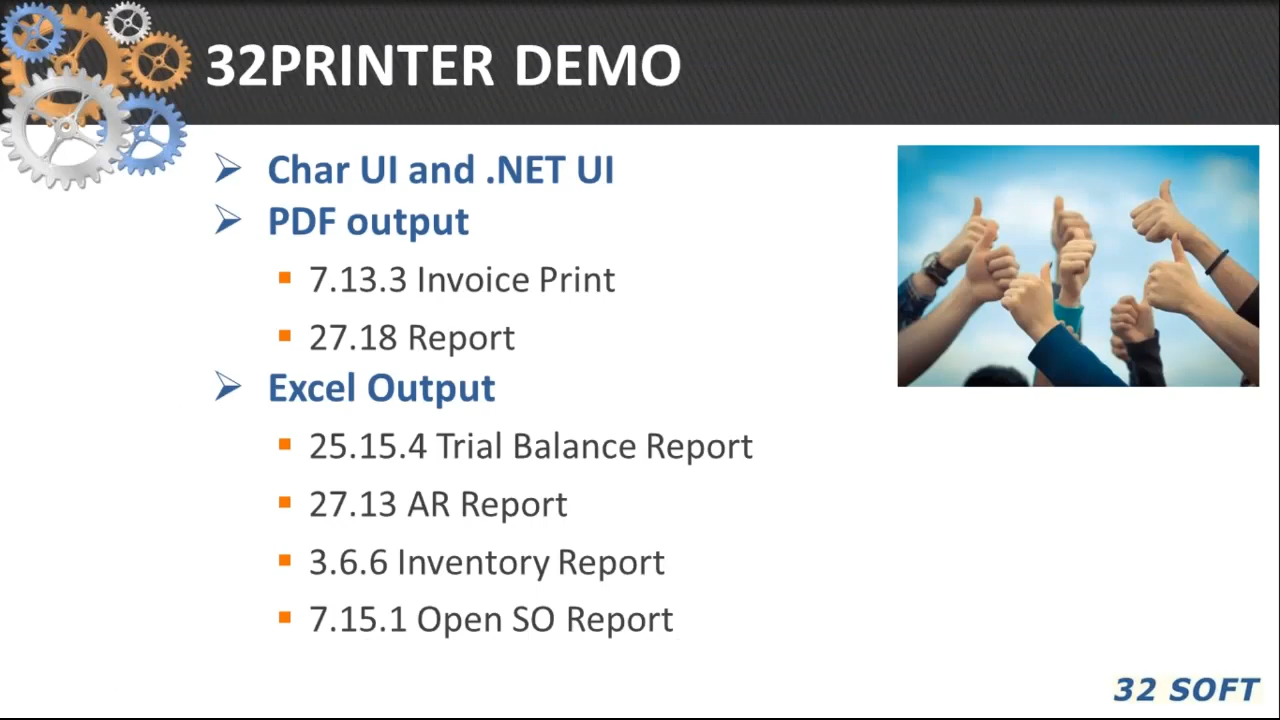 32PRINTER DEMO
Char UI and .NET UI
PDF output
7.13.3 Invoice Print
27.18 Report
Excel Output
25.15.4 Trial Balance Report
27.13 AR Report
3.6.6 Inventory Report
7.15.1 Open SO Report
32 SOFT